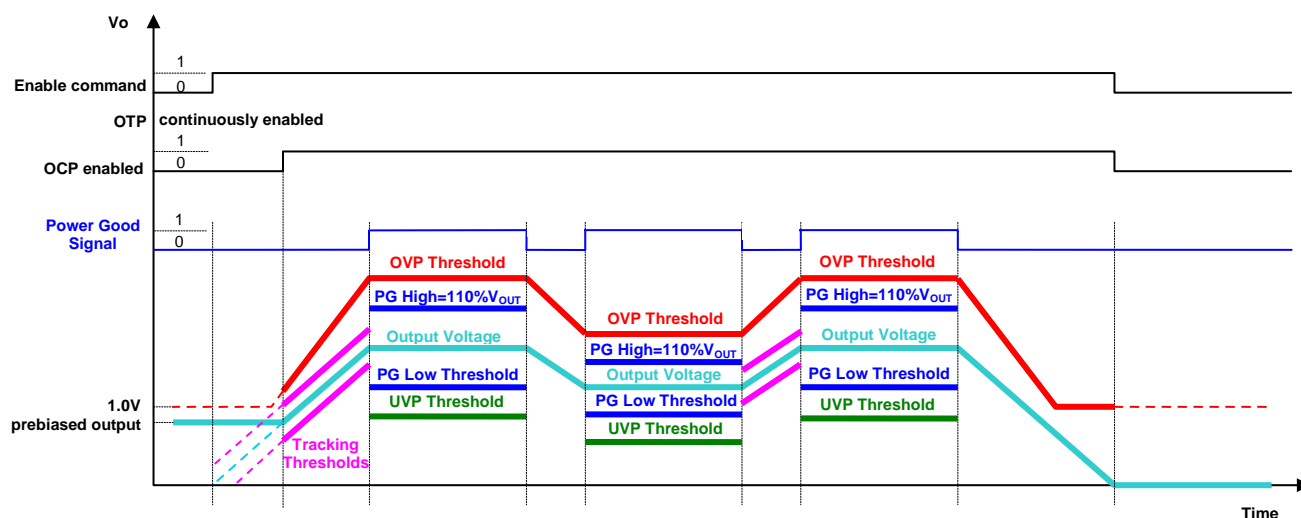 Vo
1
Enable command
0
OTP
continuously enabled
1
OCP enabled
0
Power Good
Signal
1
0
OVP Threshold
OVP Threshold
PG High=110%VOUT
PG High=110%VOUT
OVP Threshold
Output Voltage
PG High=110%VOUT
Output Voltage
PG Low Threshold
Output Voltage
PG Low Threshold
UVP Threshold
PG Low Threshold
UVP Threshold
1.0V
prebiased output
UVP Threshold
Tracking
Thresholds
Time